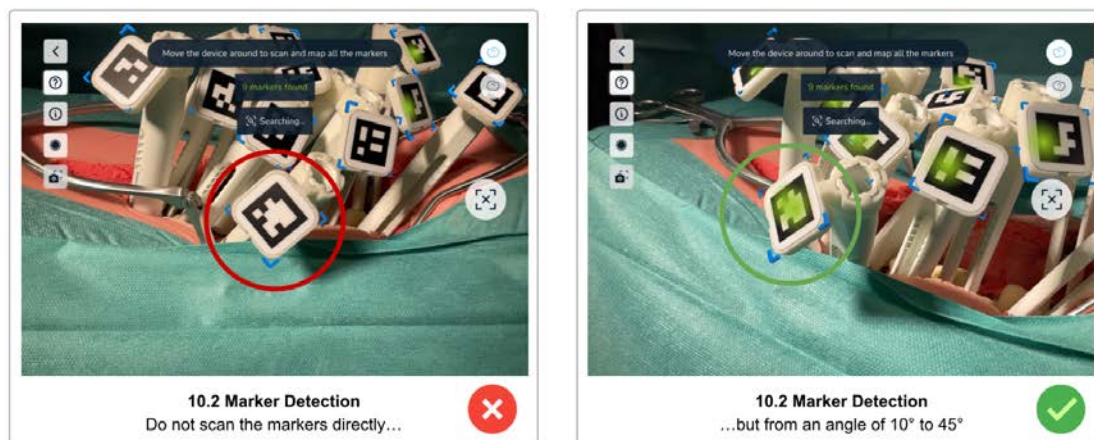 Move the device around to scan and map all the markers
9 markers found
Searching...
10.2 Marker Detection
Do not scan the markers directly…
Move the device around to scan and map all the markers
9 markers found
Searching...
10.2 Marker Detection
…but from an angle of 10° to 45°